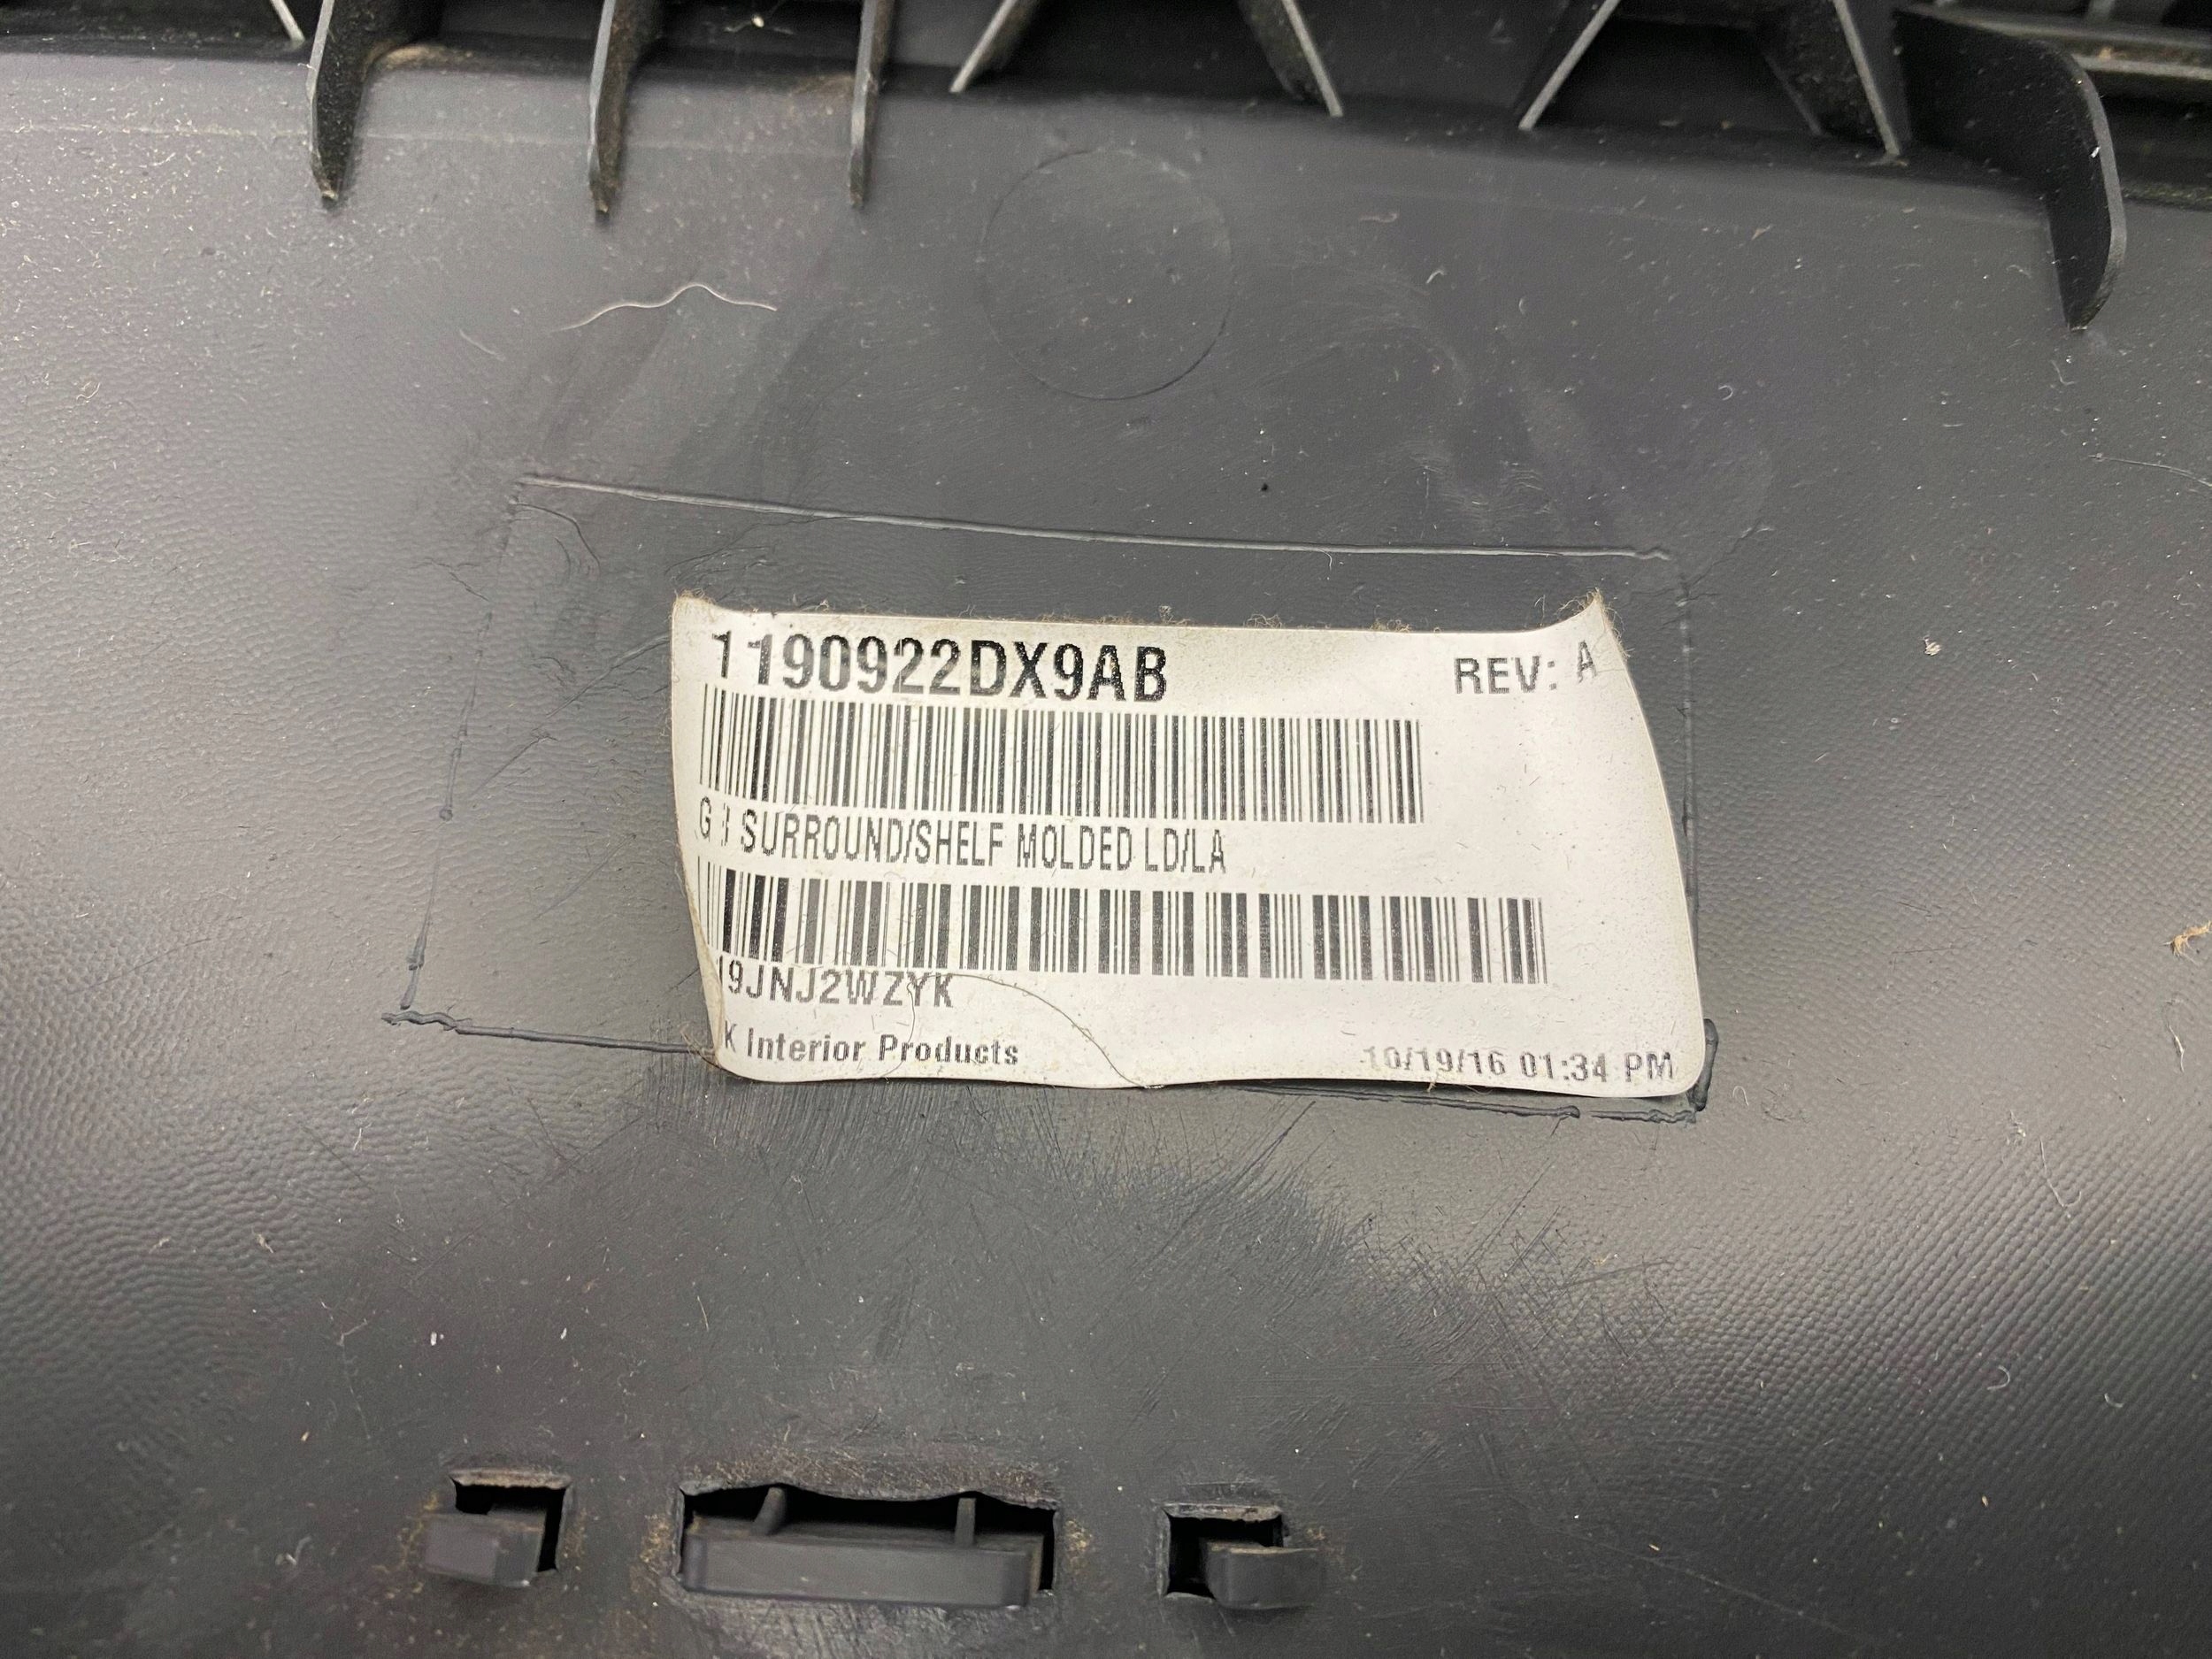 1190922DX9AB
REV: A
SURROUND/SHELF MOLDED LD/LA
9JNJ2WZYK
K Interior Products
10/19/16 01:34 PM